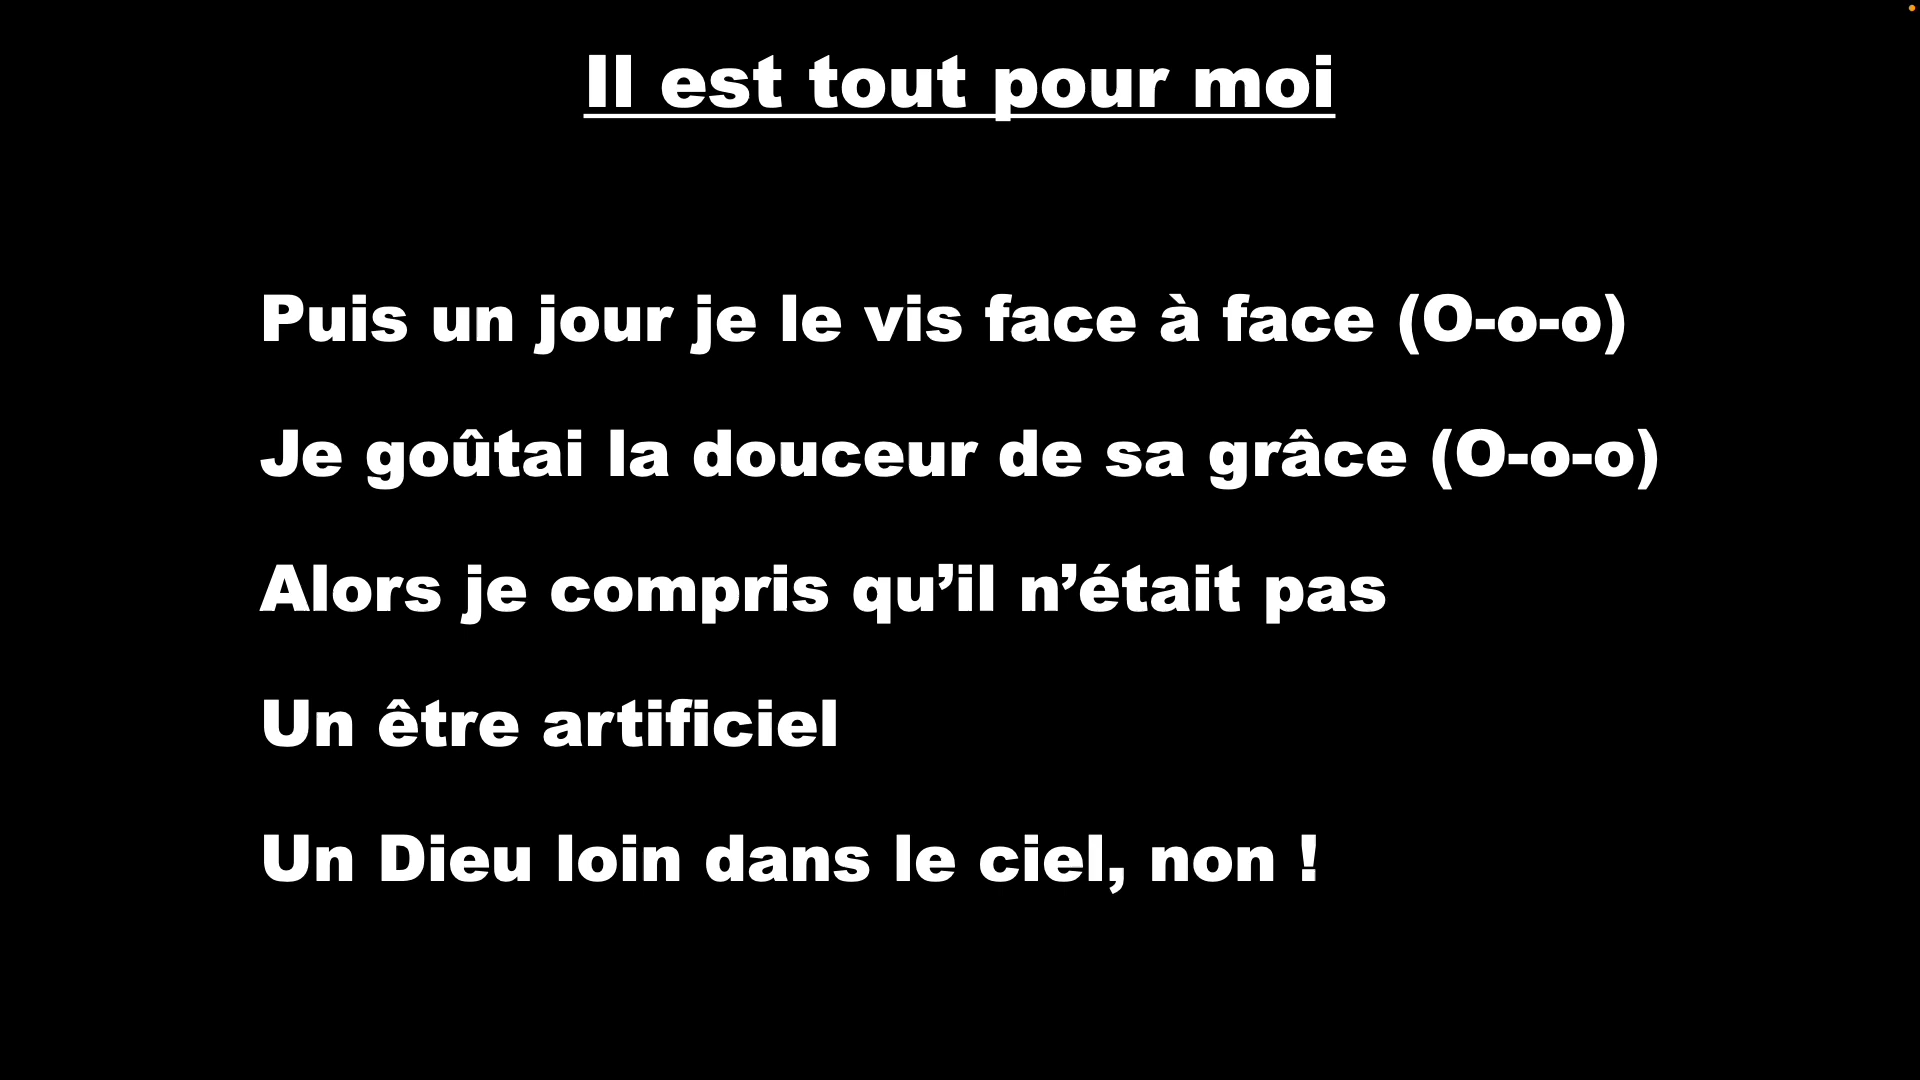 Il est tout pour moi
Puis un jour je le vis face à face (O-o-o)
Je goûtai la douceur de sa grâce (O-o-o)
Alors je compris qu’il n’était pas
Un être artificiel
Un Dieu loin dans le ciel, non !